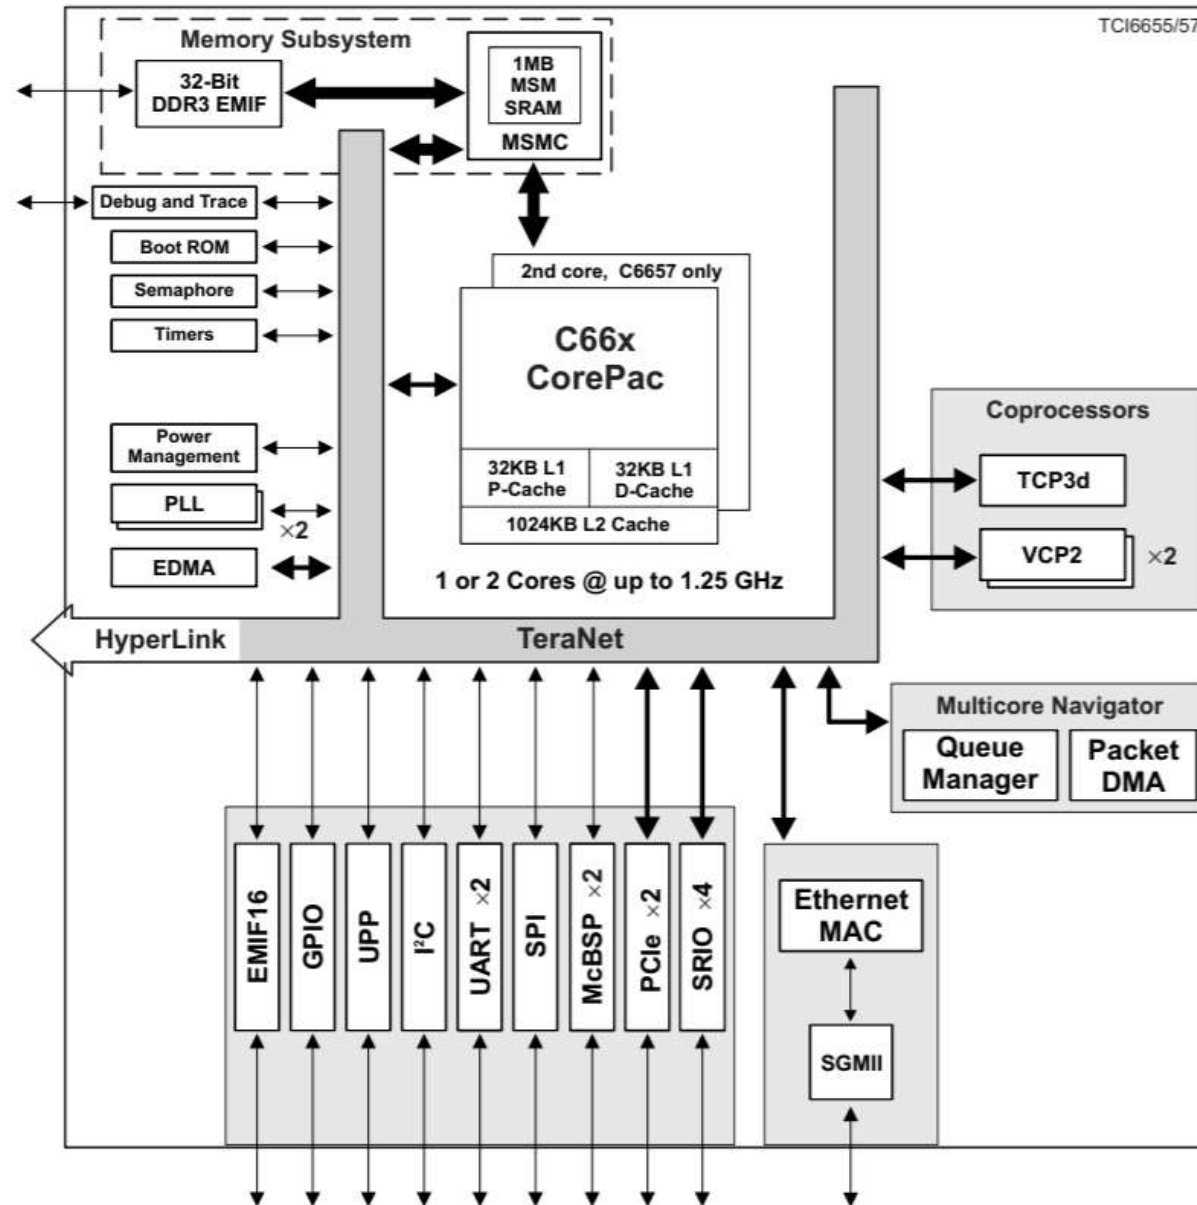 TCI6655/57
Memory Subsystem
32-Bit
DDR3 EMIF
1MB
MSM
SRAM
MSMC
Debug and Trace
Boot ROM
Semaphore
Timers
Power
Management
PLL
×2
EDMA
2nd core, C6657 only
C66x
CorePac
32KB L1
P-Cache
32KB L1
D-Cache
1024KB L2 Cache
1 or 2 Cores @ up to 1.25 GHz
Coprocessors
TCP3d
VCP2
×2
HyperLink
TeraNet
Multicore Navigator
Queue
Manager
Packet
DMA
EMIF16
GPIO
UPP
I²C
UART ×2
SPI
McBSP ×2
PCIe ×2
SRIO ×4
Ethernet
MAC
SGMII